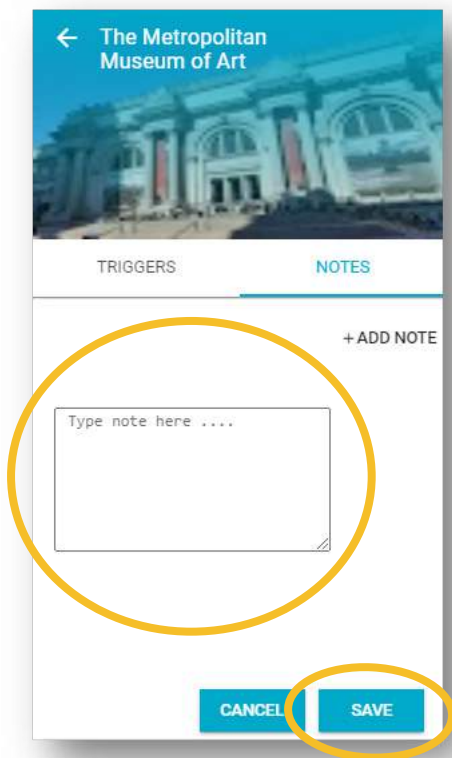 ← The Metropolitan
Museum of Art
TRIGGERS NOTES
+ ADD NOTE
Type note here ....
CANCEL SAVE